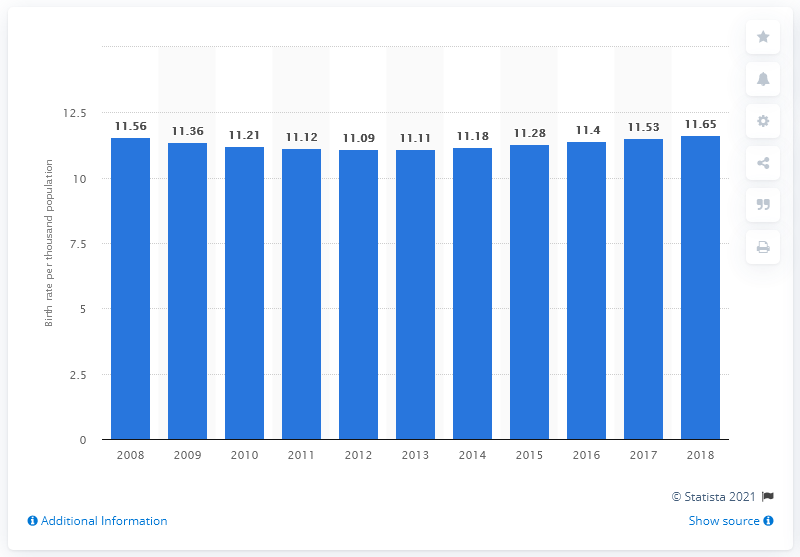 12.5
10
7.5
5
2.5
0
Birth rate per thousand population
11.56 11.36 11.21 11.12 11.09 11.11 11.18 11.28 11.4 11.53 11.65
2008 2009 2010 2011 2012 2013 2014 2015 2016 2017 2018
© Statista 2021
Additional Information Show source